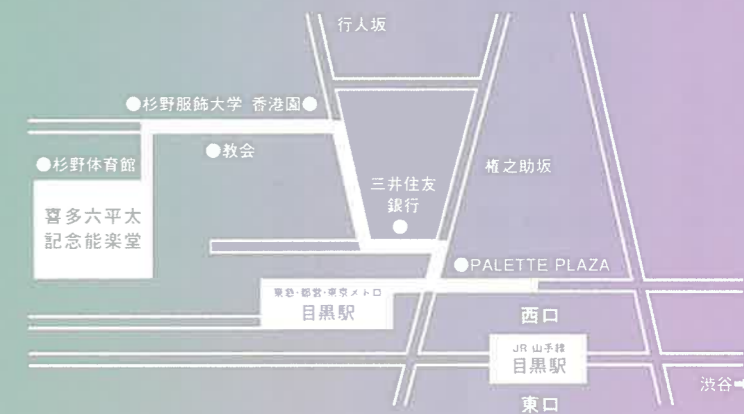 行人坂
●杉野服飾大学 香港園●
●教会
●杉野体育館
権之助坂
三井住友
銀行
●
喜多六平太
記念能楽堂
●PALETTE PLAZA
東急・都営・東京メトロ
目黒駅
西口
JR 山手線
目黒駅
渋谷➡
東口